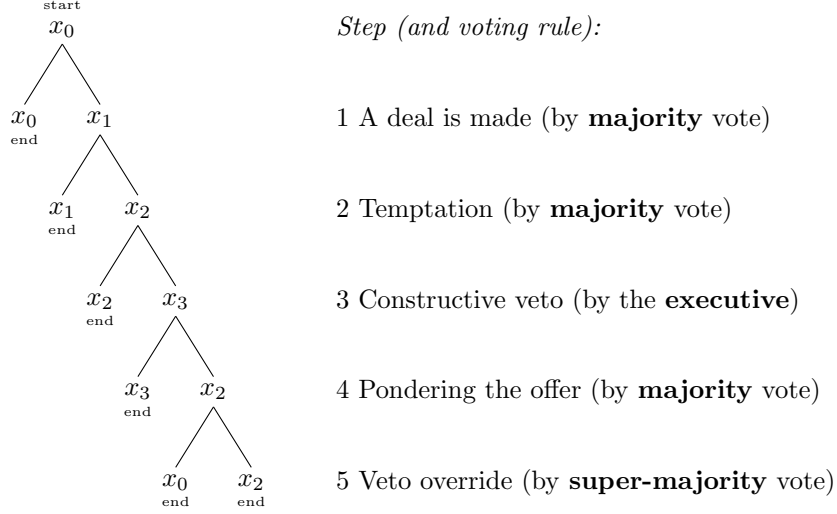 start
x₀ Step (and voting rule):
x₀ x₁ 1 A deal is made (by majority vote)
end
x₁ x₂ 2 Temptation (by majority vote)
end
x₂ x₃ 3 Constructive veto (by the executive)
end
x₃ x₂ 4 Pondering the offer (by majority vote)
end
x₀ x₂ 5 Veto override (by super-majority vote)
end end